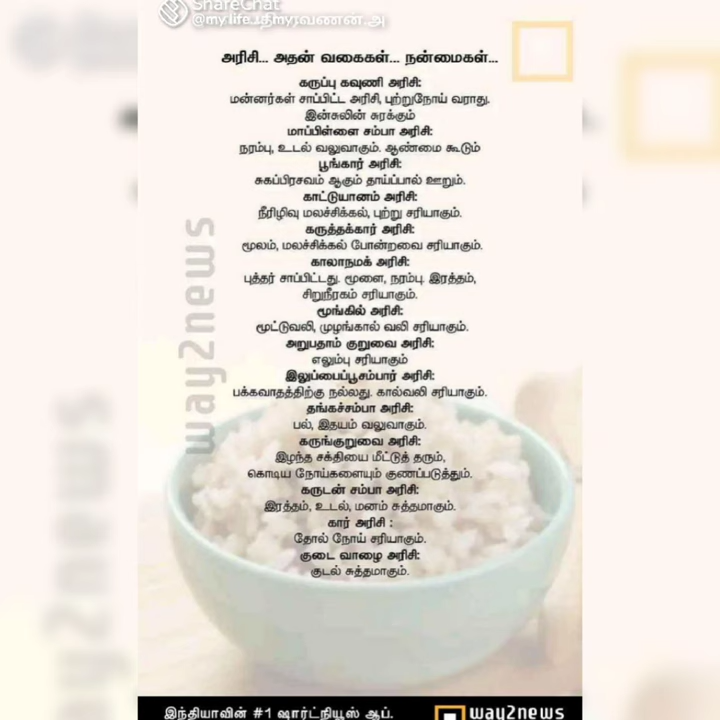 ShareChat
அரிசி... அதன் வகைகள்... நன்மைகள்...
கருப்பு கவுணி அரிசி:
மன்னர்கள் சாப்பிட்ட அரிசி, புற்றுநோய் வராது.
இன்சுலின் சுரக்கும்
மாப்பிள்ளை சம்பா அரிசி:
நரம்பு, உடல் வலுவாகும். ஆண்மை கூடும்
பூங்கார் அரிசி:
சுகப்பிரசவம் ஆகும் தாய்ப்பால் ஊறும்.
காட்டுயானம் அரிசி:
நீரிழிவு மலச்சிக்கல், புற்று சரியாகும்.
கருத்தக்கார் அரிசி:
மூலம், மலச்சிக்கல் போன்றவை சரியாகும்.
காலாநமக் அரிசி:
புத்தர் சாப்பிட்டது. மூளை, நரம்பு. இரத்தம்,
சிறுநீரகம் சரியாகும்.
மூங்கில் அரிசி:
மூட்டுவலி, முழங்கால் வலி சரியாகும்.
அறுபதாம் குறுவை அரிசி:
எலும்பு சரியாகும்
இலுப்பைப்பூசம்பார் அரிசி:
பக்கவாதத்திற்கு நல்லது. கால்வலி சரியாகும்.
தங்கச்சம்பா அரிசி:
பல், இதயம் வலுவாகும்.
கருங்குறுவை அரிசி:
இழந்த சக்தியை மீட்டுத் தரும்,
கொடிய நோய்களையும் குணப்படுத்தும்.
கருடன் சம்பா அரிசி:
இரத்தம், உடல், மனம் சுத்தமாகும்.
கார் அரிசி :
தோல் நோய் சரியாகும்.
குடை வாழை அரிசி:
குடல் சுத்தமாகும்.
way2news
இந்தியாவின் #1 ஷார்ட்நியூஸ் ஆப்.
way2news